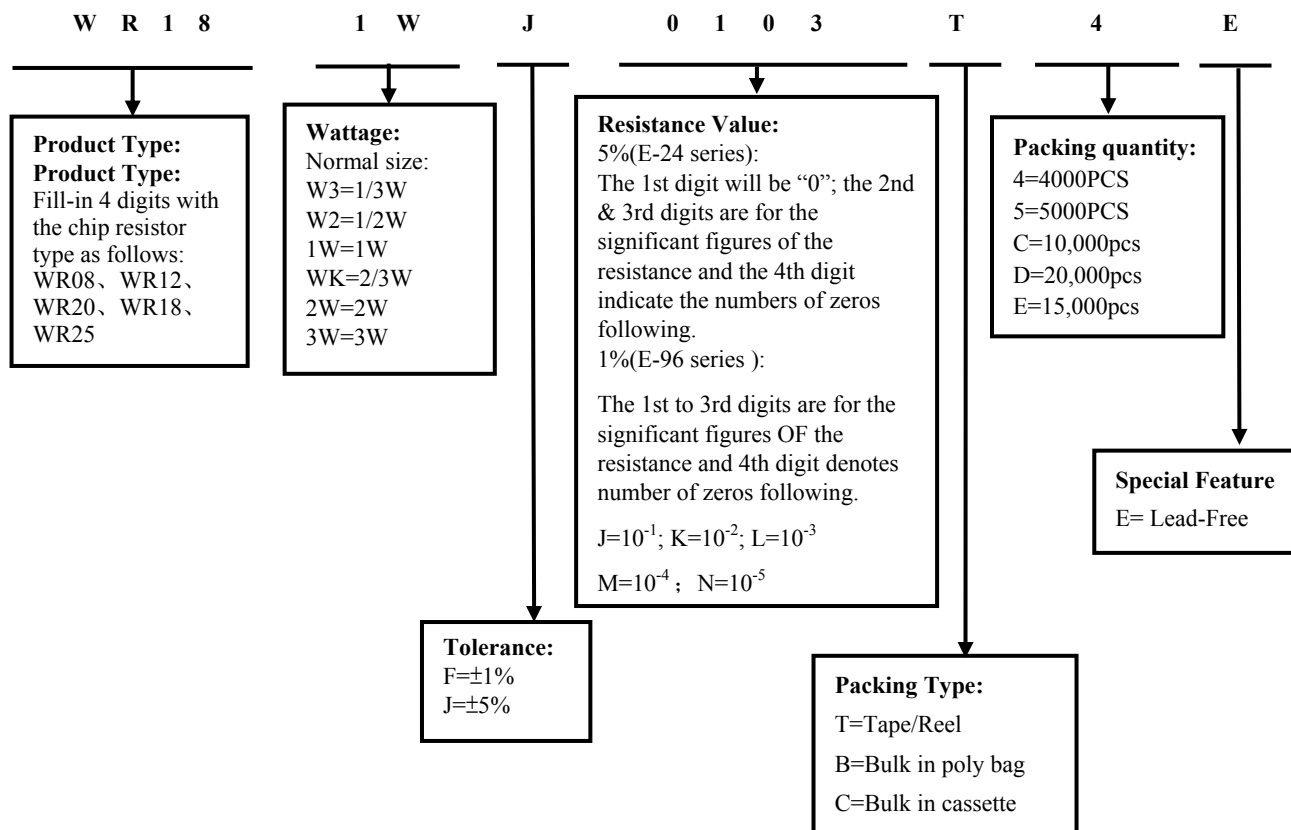 W R 1 8 1 W J 0 1 0 3 T 4 E
Product Type:
Product Type:
Fill-in 4 digits with
the chip resistor
type as follows:
WR08、WR12、
WR20、WR18、
WR25
Wattage:
Normal size:
W3=1/3W
W2=1/2W
1W=1W
WK=2/3W
2W=2W
3W=3W
Resistance Value:
5%(E-24 series):
The 1st digit will be “0”; the 2nd
& 3rd digits are for the
significant figures of the
resistance and the 4th digit
indicate the numbers of zeros
following.
1%(E-96 series ):
The 1st to 3rd digits are for the
significant figures OF the
resistance and 4th digit denotes
number of zeros following.
J=10⁻¹; K=10⁻²; L=10⁻³
M=10⁻⁴ ；N=10⁻⁵
Packing quantity:
4=4000PCS
5=5000PCS
C=10,000pcs
D=20,000pcs
E=15,000pcs
Special Feature
E= Lead-Free
Tolerance:
F=±1%
J=±5%
Packing Type:
T=Tape/Reel
B=Bulk in poly bag
C=Bulk in cassette